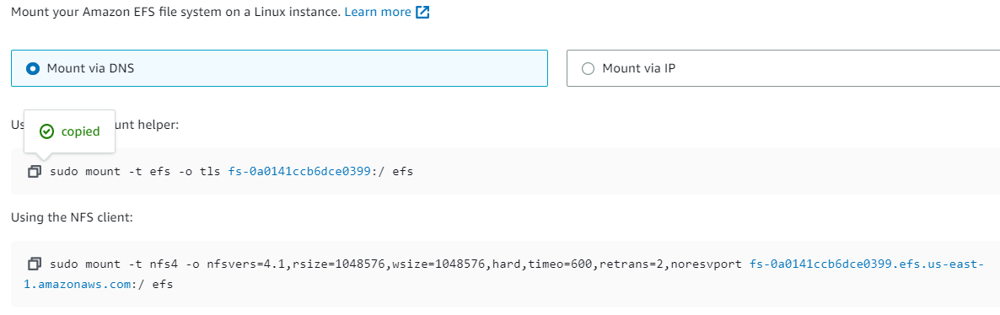 Mount your Amazon EFS file system on a Linux instance. Learn more
Mount via DNS
Mount via IP
copied
unt helper:
sudo mount -t efs -o tls fs-0a0141ccb6dce0399:/ efs
Using the NFS client:
sudo mount -t nfs4 -o nfsvers=4.1,rsize=1048576,wsize=1048576,hard,timeo=600,retrans=2,noresvport fs-0a0141ccb6dce0399.efs.us-east-
1.amazonaws.com:/ efs